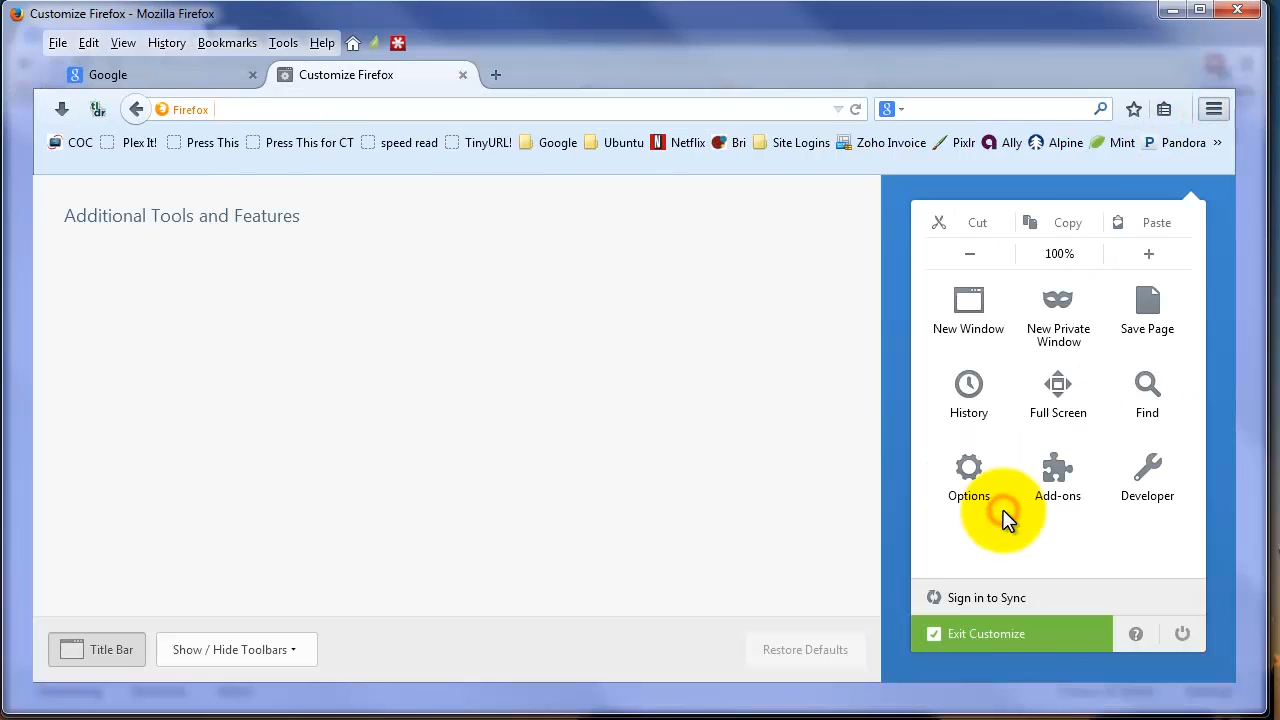 Customize Firefox - Mozilla Firefox
File Edit View History Bookmarks Tools Help
Google Customize Firefox
tl;dr Firefox
COC Plex It! Press This Press This for CT speed read TinyURL! Google Ubuntu Netflix Bri Site Logins Zoho Invoice Pixlr Ally Alpine Mint Pandora »
Additional Tools and Features
Cut Copy Paste
− 100% +
New Window New Private Window Save Page
History Full Screen Find
Options Add-ons Developer
Sign in to Sync
Exit Customize
Title Bar Show / Hide Toolbars Restore Defaults